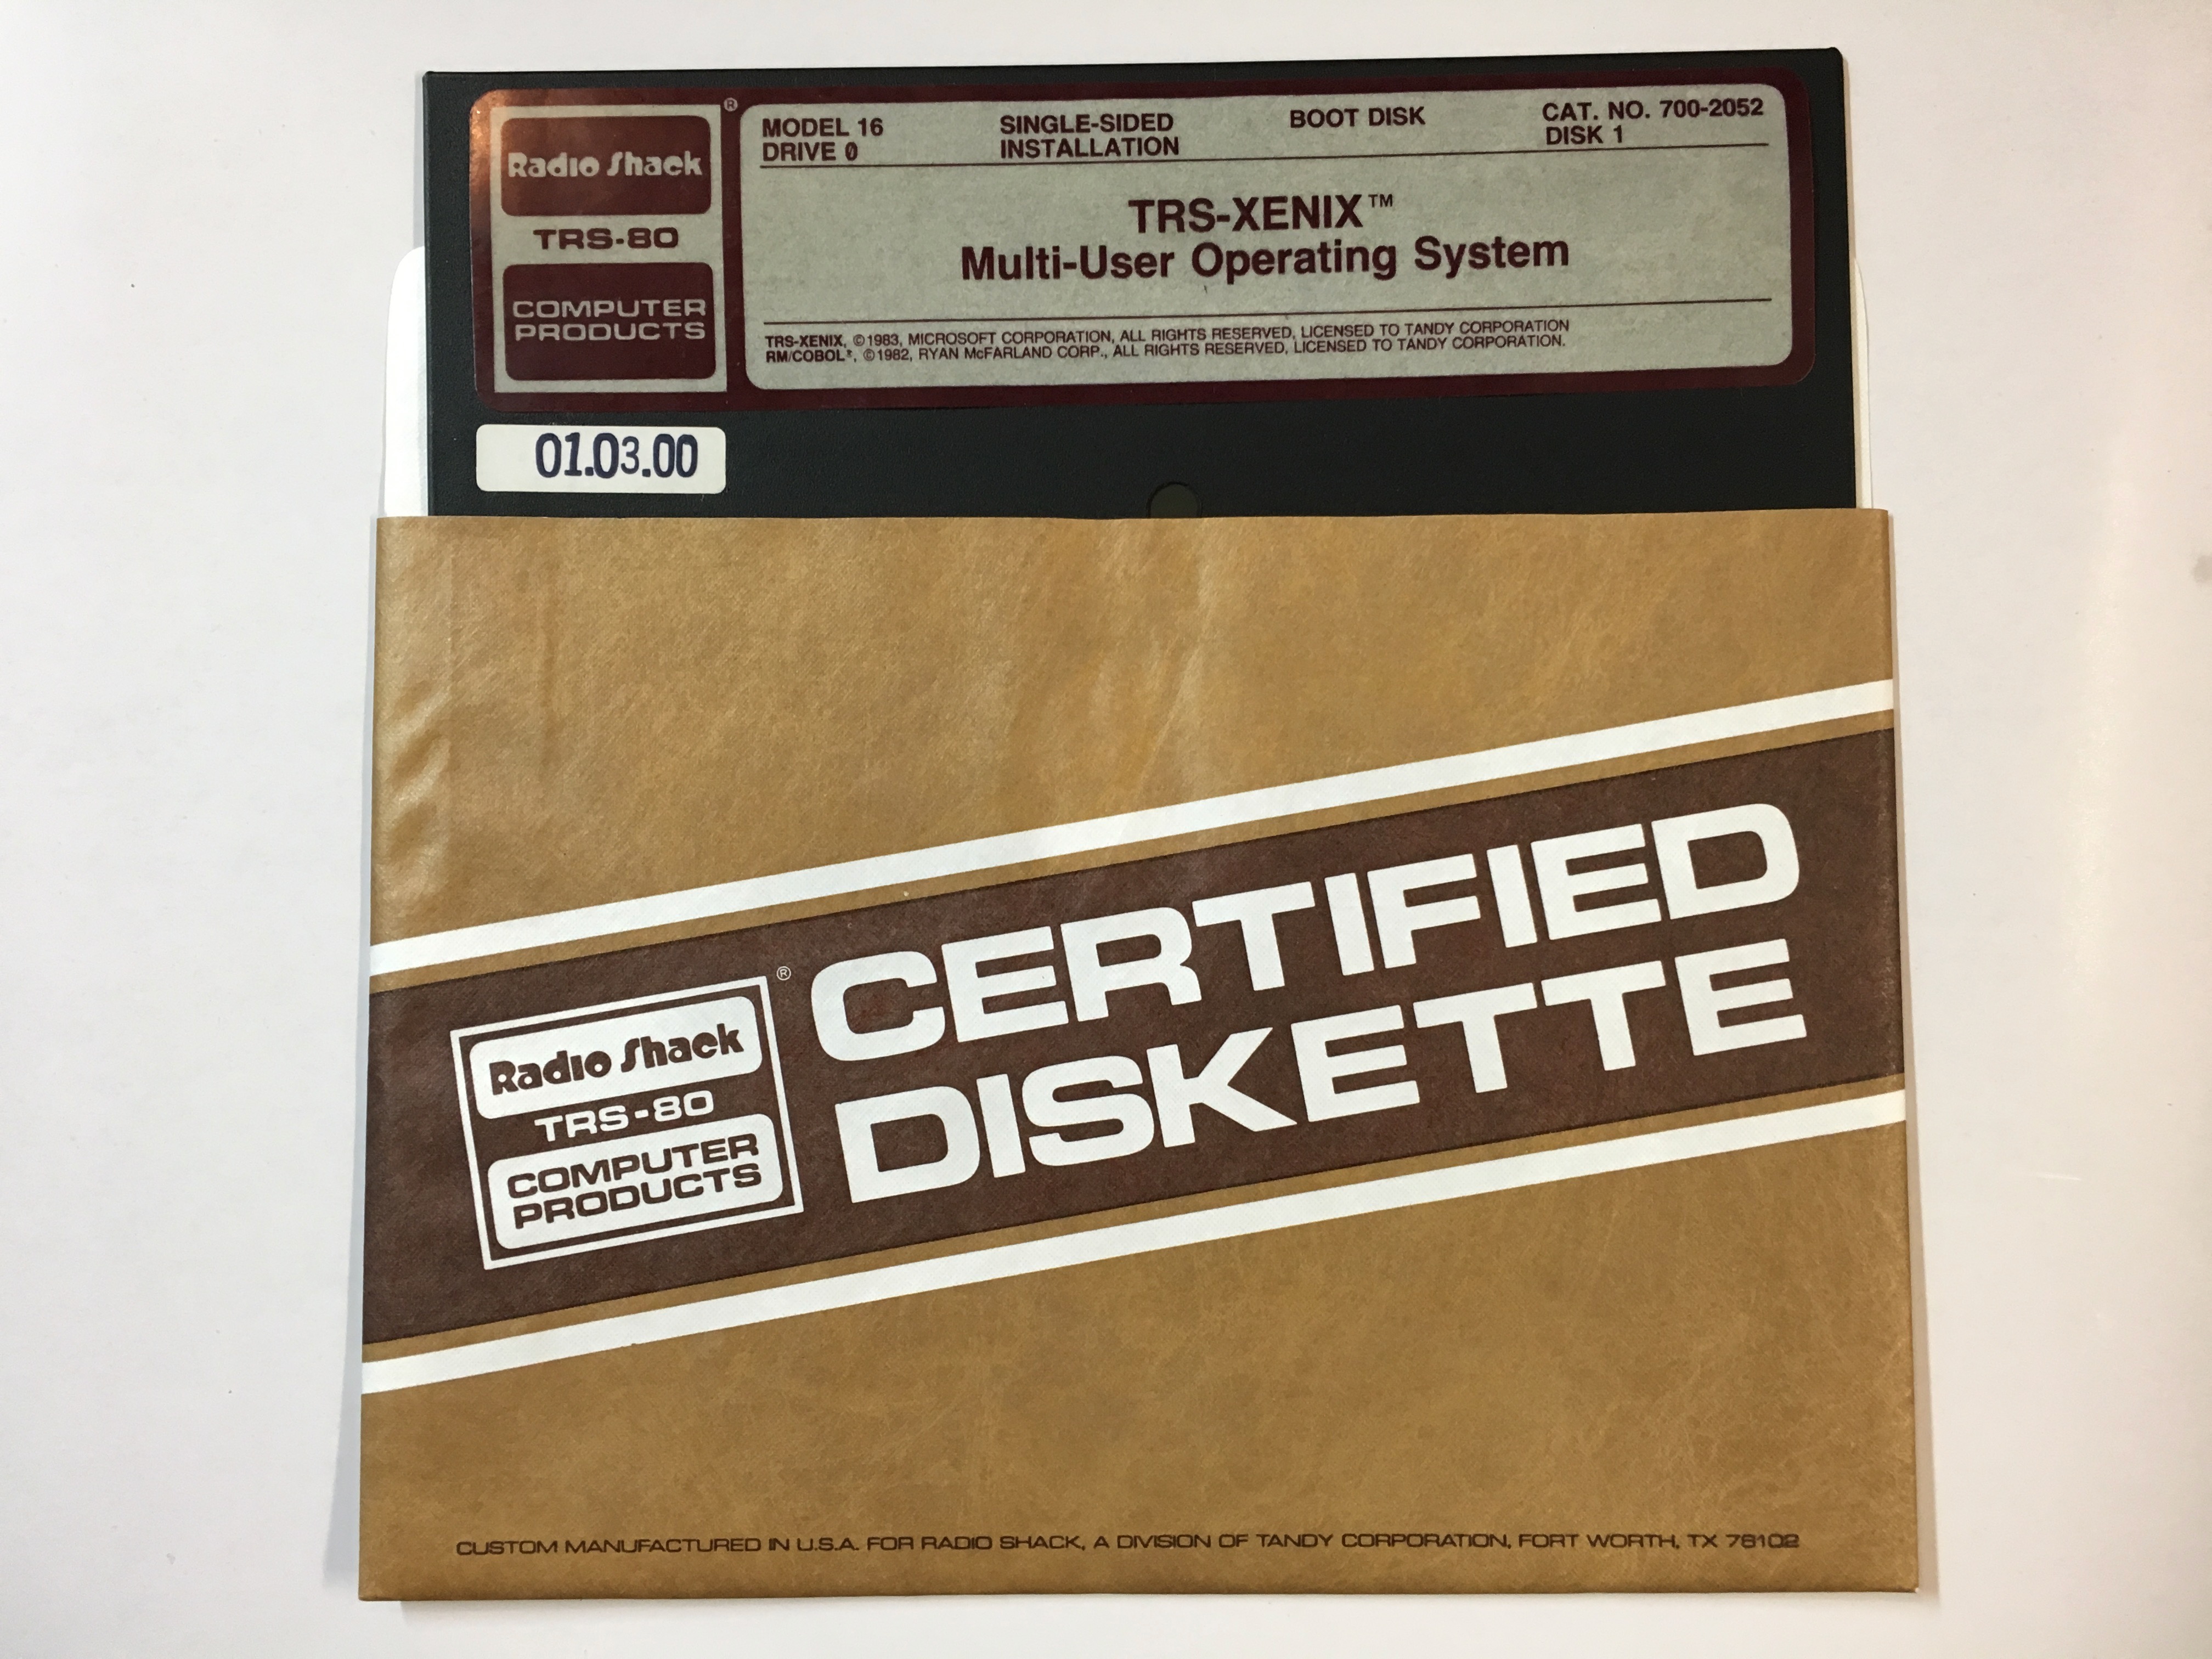 Radio Shack®
TRS-80
COMPUTER
PRODUCTS
MODEL 16
DRIVE 0
SINGLE-SIDED
INSTALLATION
BOOT DISK
CAT. NO. 700-2052
DISK 1
TRS-XENIX™
Multi-User Operating System
TRS-XENIX, ©1983, MICROSOFT CORPORATION, ALL RIGHTS RESERVED, LICENSED TO TANDY CORPORATION
RM/COBOL*, ©1982, RYAN McFARLAND CORP., ALL RIGHTS RESERVED, LICENSED TO TANDY CORPORATION.
01.03.00
Radio Shack®
TRS-80
COMPUTER
PRODUCTS
CERTIFIED
DISKETTE
CUSTOM MANUFACTURED IN U.S.A. FOR RADIO SHACK, A DIVISION OF TANDY CORPORATION, FORT WORTH, TX 76102